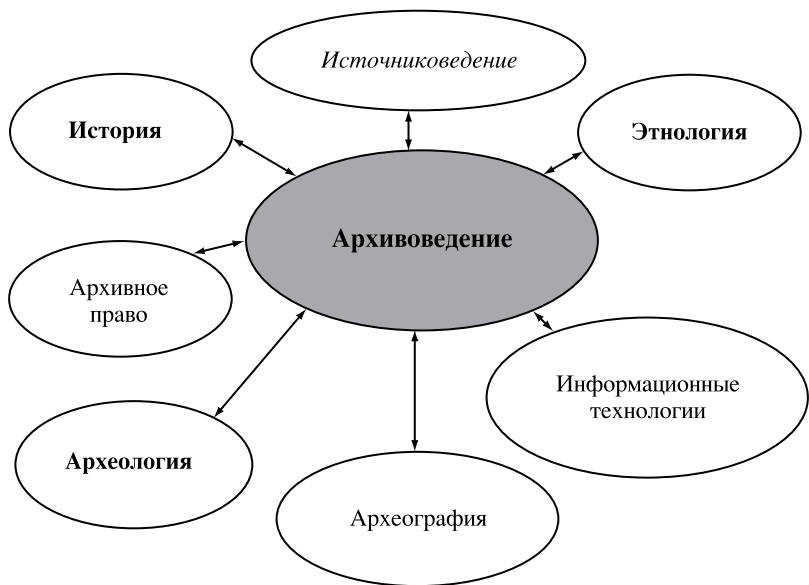 Источниковедение
История
Этнология
Архивоведение
Архивное
право
Информационные
технологии
Археология
Археография